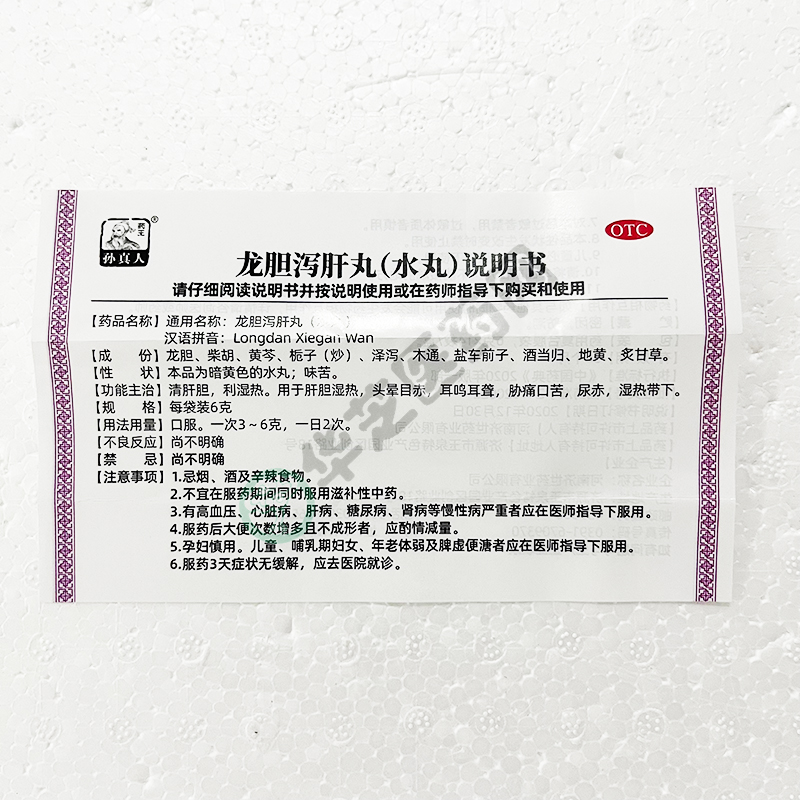 药王
孙真人
®
OTC
龙胆泻肝丸(水丸)说明书
请仔细阅读说明书并按说明使用或在药师指导下购买和使用
【药品名称】通用名称：龙胆泻肝丸(
汉语拼音：Longdan Xiegan Wan
【成 份】龙胆、柴胡、黄芩、栀子（炒）、泽泻、木通、盐车前子、酒当归、地黄、炙甘草。
【性 状】本品为暗黄色的水丸；味苦。
【功能主治】清肝胆，利湿热。用于肝胆湿热，头晕目赤，耳鸣耳聋，胁痛口苦，尿赤，湿热带下。
【规 格】每袋装6克
【用法用量】口服。一次3～6克，一日2次。
【不良反应】尚不明确
【禁 忌】尚不明确
【注意事项】1.忌烟、酒及辛辣食物。
2.不宜在服药期间同时服用滋补性中药。
3.有高血压、心脏病、肝病、糖尿病、肾病等慢性病严重者应在医师指导下服用。
4.服药后大便次数增多且不成形者，应酌情减量。
5.孕妇慎用。儿童、哺乳期妇女、年老体弱及脾虚便溏者应在医师指导下服用。
6.服药3天症状无缓解，应去医院就诊。
华芝医药网